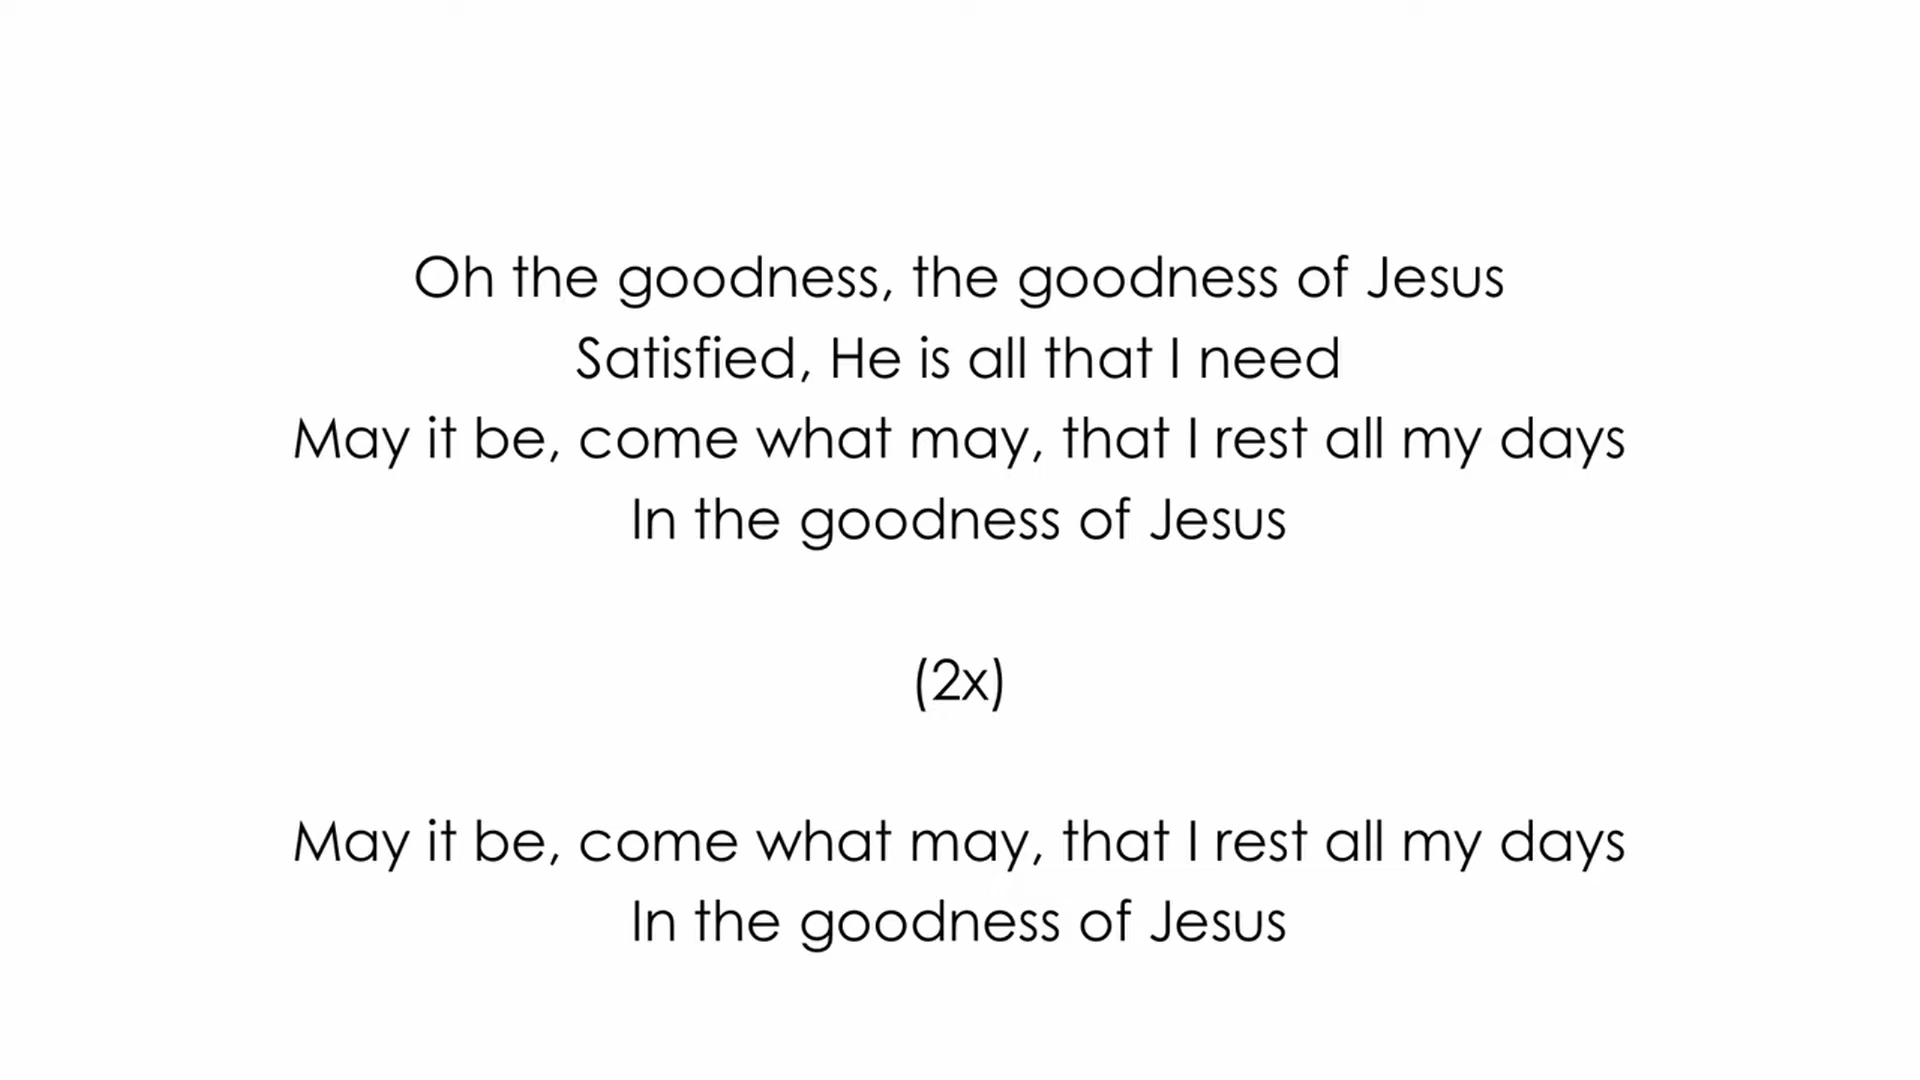 Oh the goodness, the goodness of Jesus
Satisfied, He is all that I need
May it be, come what may, that I rest all my days
In the goodness of Jesus
(2x)
May it be, come what may, that I rest all my days
In the goodness of Jesus